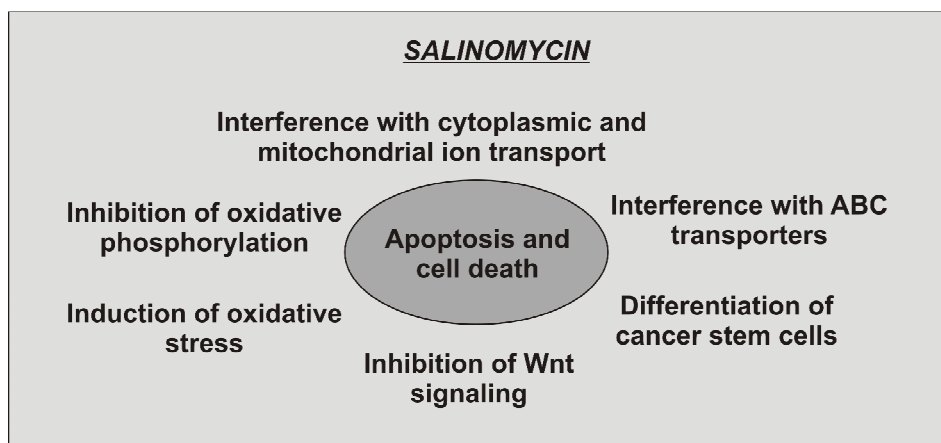 SALINOMYCIN
Interference with cytoplasmic and
mitochondrial ion transport
Inhibition of oxidative
phosphorylation
Interference with ABC
transporters
Apoptosis and
cell death
Induction of oxidative
stress
Differentiation of
cancer stem cells
Inhibition of Wnt
signaling